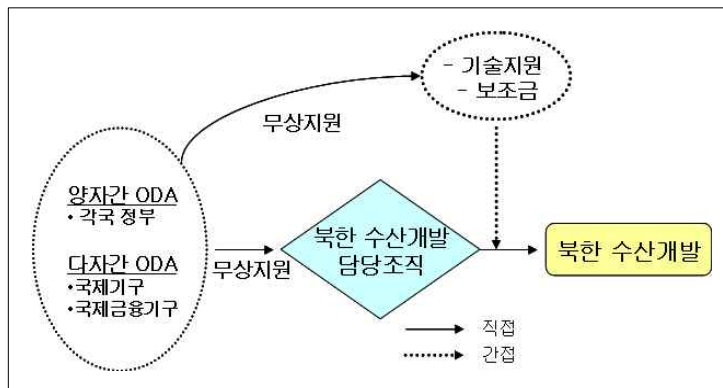 - 기술지원
- 보조금
무상지원
양자간 ODA
• 각국 정부
다자간 ODA
•국제기구
•국제금융기구
무상지원
북한 수산개발
담당조직
북한 수산개발
직접
간접